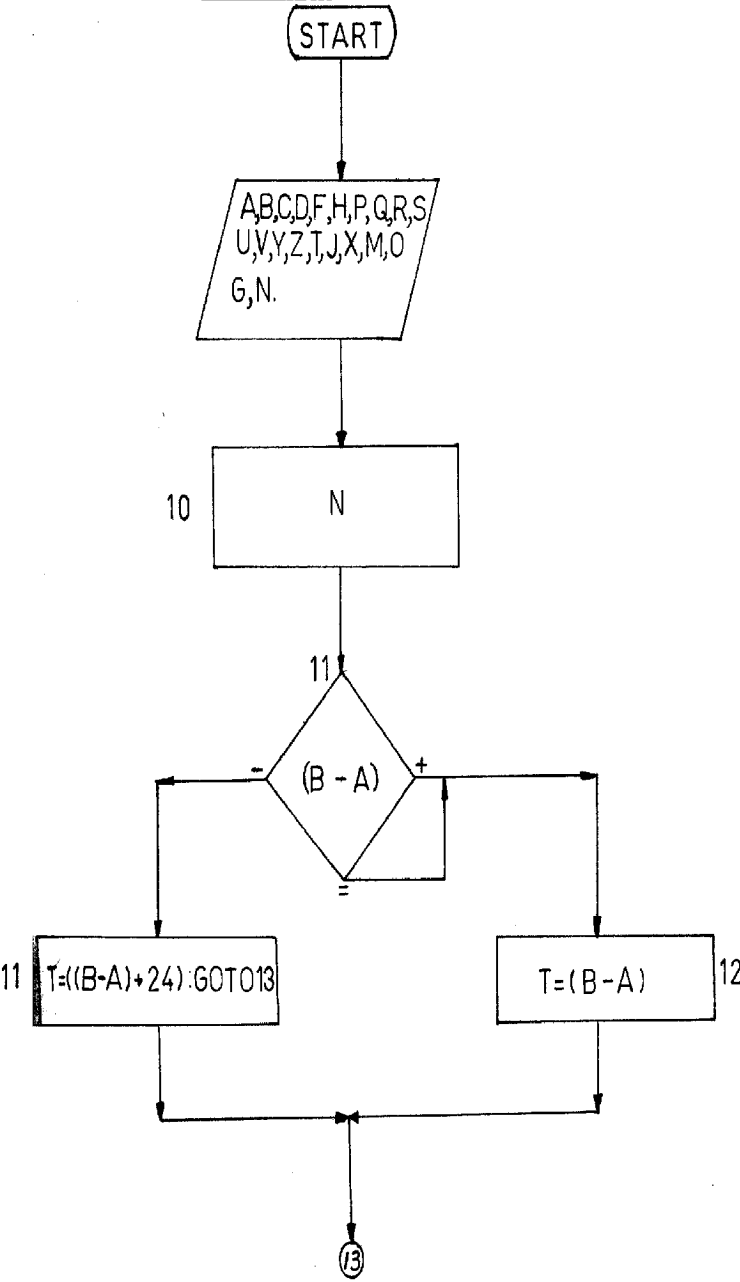 START
A,B,C,D,F,H,P,Q,R,S
U,V,Y,Z,T,J,X,M,O
G,N.
10
N
11
(B - A)
-
+
=
11
T=((B-A)+24):GOTO13
T=(B-A)
12
13